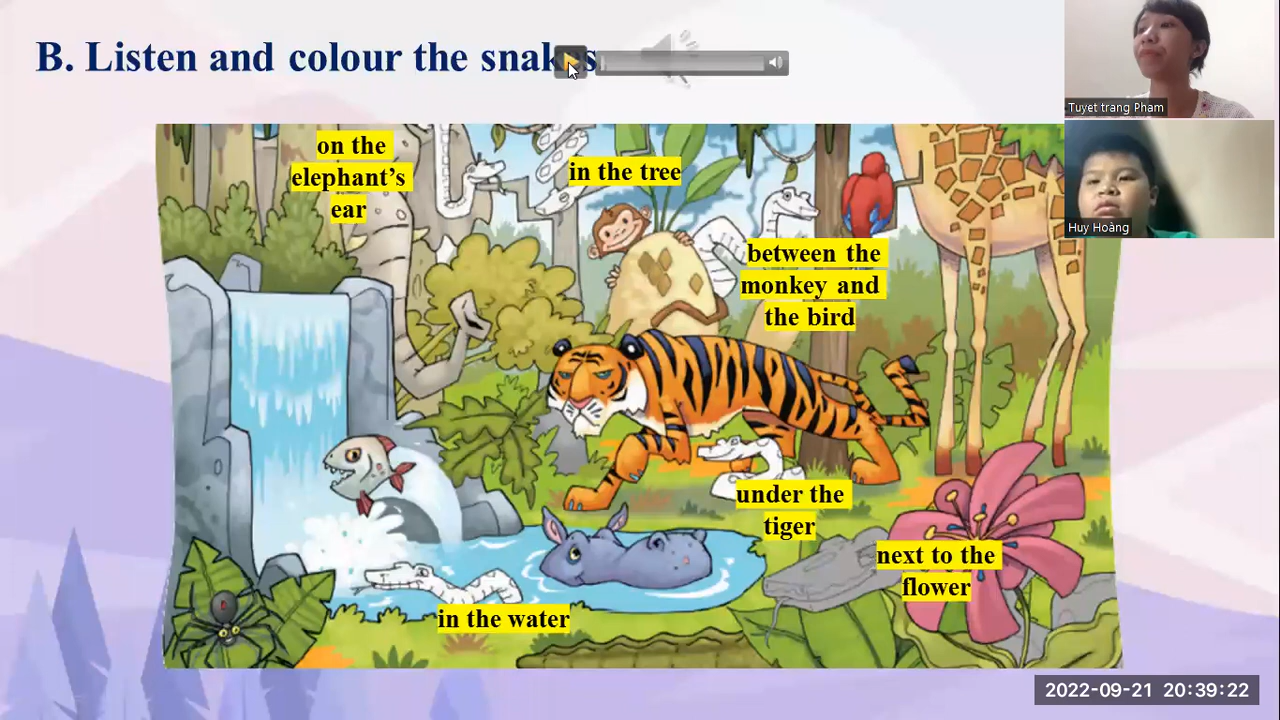 B. Listen and colour the snakes
Tuyet trang Pham
Huy Hoàng
on the
elephant's
ear
in the tree
between the
monkey and
the bird
under the
tiger
next to the
flower
in the water
2022-09-21 20:39:22